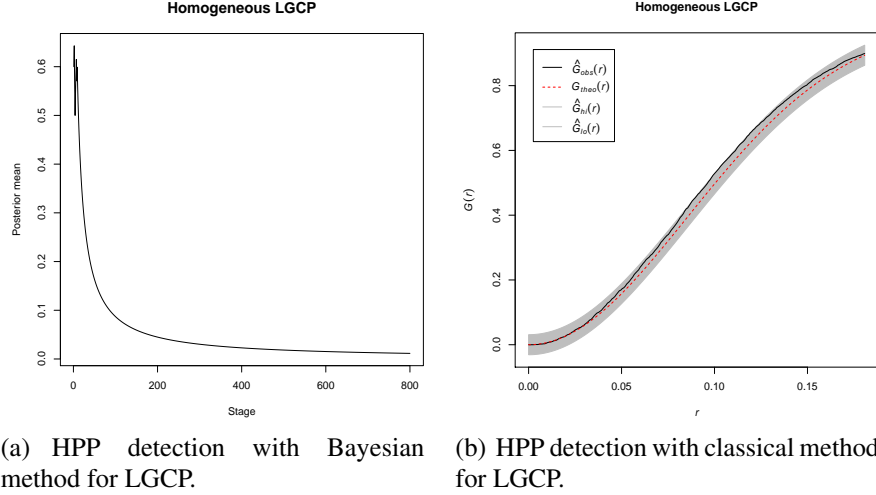 Homogeneous LGCP
Posterior mean
0.0 0.1 0.2 0.3 0.4 0.5 0.6
0 200 400 600 800
Stage
(a) HPP detection with Bayesian
method for LGCP.
Homogeneous LGCP
Ĝobs(r)
Gtheo(r)
Ĝhi(r)
Ĝlo(r)
G(r)
0.0 0.2 0.4 0.6 0.8
0.00 0.05 0.10 0.15
r
(b) HPP detection with classical method
for LGCP.